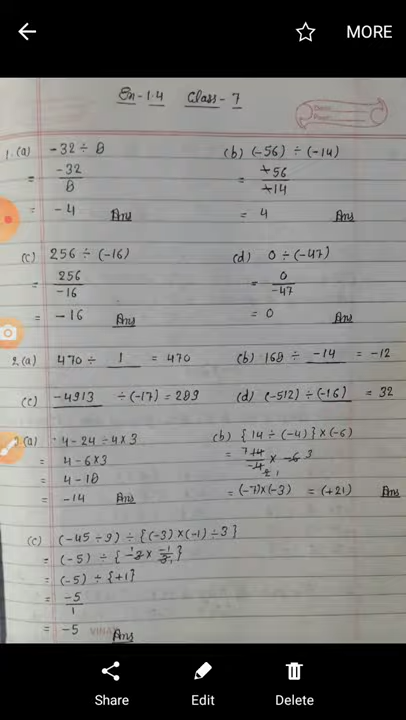 MORE
Ex-1.4 Class-7
1.(a) -32 ÷ 8
(b) (-56) ÷ (-14)
= -32/8
= -56/-14
= -4 Ans
= 4 Ans
(c) 256 ÷ (-16)
(d) 0 ÷ (-47)
= 256/-16
= 0/-47
= -16 Ans
= 0 Ans
2.(a) 470 ÷ 1 = 470
(b) 168 ÷ -14 = -12
(c) -4913 ÷ (-17) = 289
(d) (-512) ÷ (-16) = 32
3.(a) 4-24 ÷ 4×3
(b) {14 ÷ (-4)} × (-6)
= 4-6×3
= 4-18
= -14 Ans
= (-7)×(-3) = (+21) Ans
(c) (-45 ÷ 9) ÷ {(-3)×(-1) ÷ 3}
= (-5) ÷ {-3 × -1/3}
= (-5) ÷ {+1}
= -5/1
= -5 Ans
Share Edit Delete